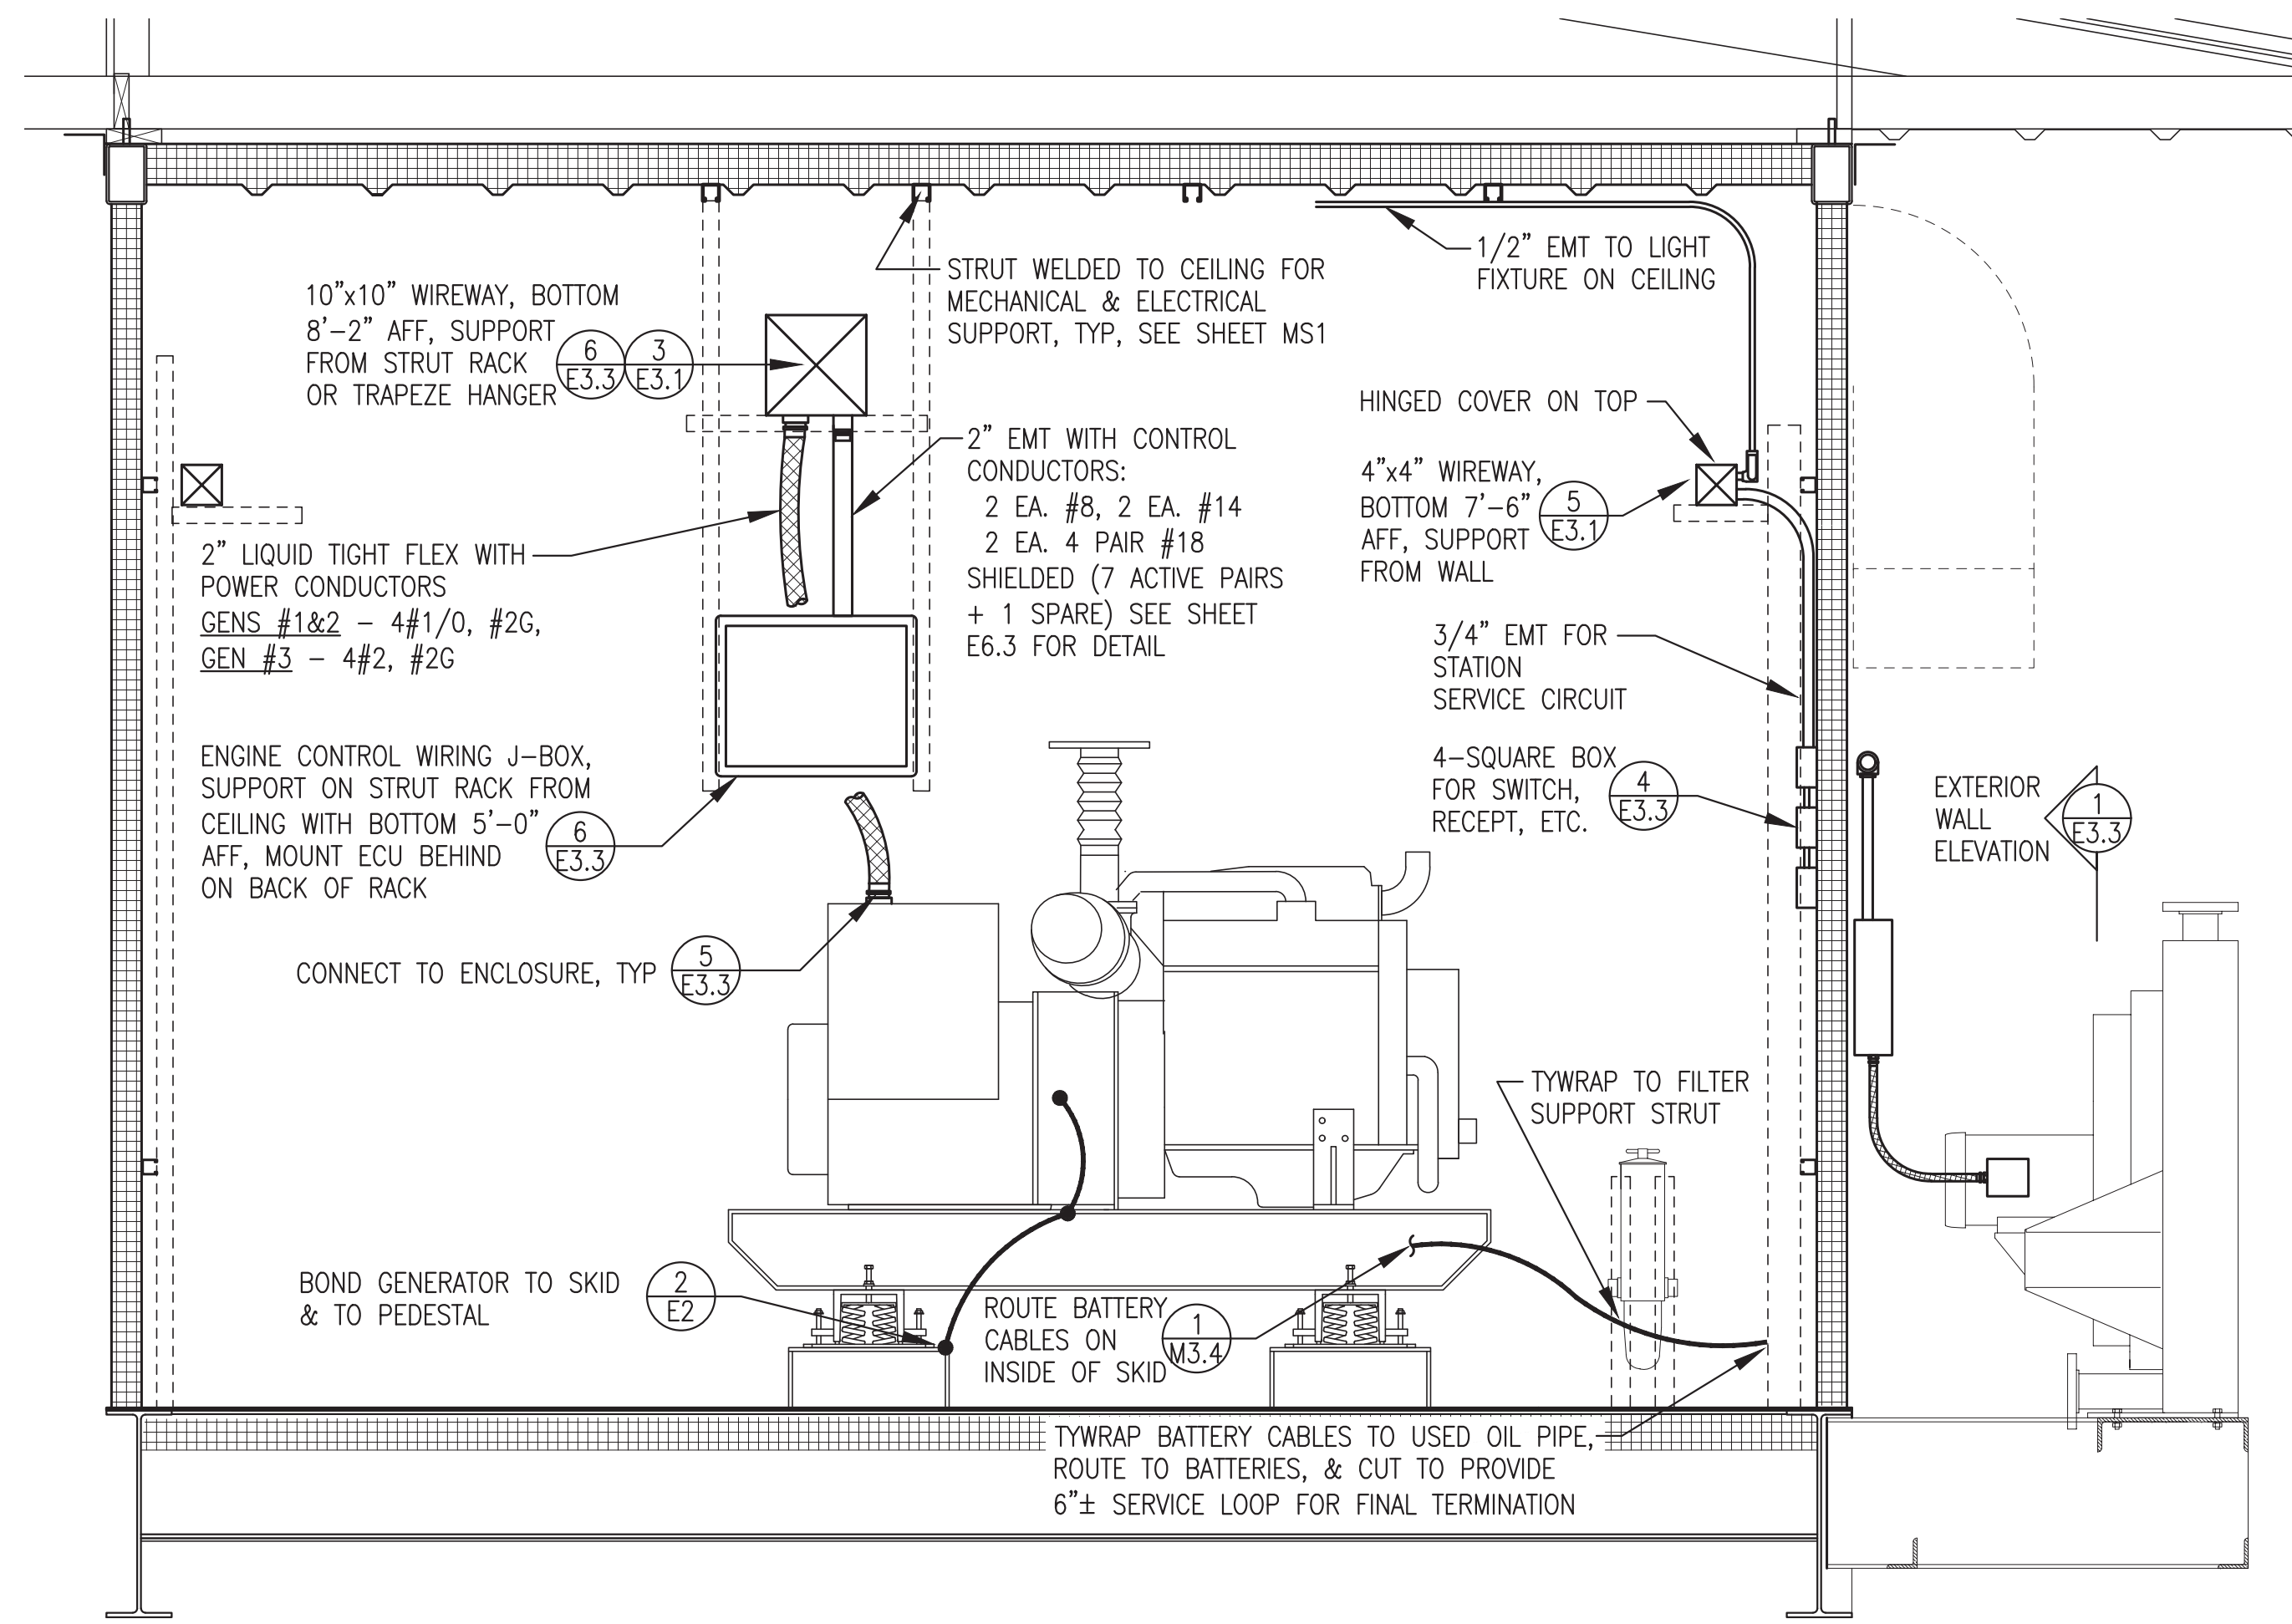 STRUT WELDED TO CEILING FOR
MECHANICAL & ELECTRICAL
SUPPORT, TYP, SEE SHEET MS1
1/2" EMT TO LIGHT
FIXTURE ON CEILING
10"x10" WIREWAY, BOTTOM
8'-2" AFF, SUPPORT
FROM STRUT RACK
OR TRAPEZE HANGER
6
E3.3
3
E3.1
HINGED COVER ON TOP
2" EMT WITH CONTROL
CONDUCTORS:
2 EA. #8, 2 EA. #14
2 EA. 4 PAIR #18
SHIELDED (7 ACTIVE PAIRS
+ 1 SPARE) SEE SHEET
E6.3 FOR DETAIL
4"x4" WIREWAY,
BOTTOM 7'-6"
AFF, SUPPORT
FROM WALL
5
E3.1
2" LIQUID TIGHT FLEX WITH
POWER CONDUCTORS
GENS #1&2 - 4#1/0, #2G,
GEN #3 - 4#2, #2G
3/4" EMT FOR
STATION
SERVICE CIRCUIT
ENGINE CONTROL WIRING J-BOX,
SUPPORT ON STRUT RACK FROM
CEILING WITH BOTTOM 5'-0"
AFF, MOUNT ECU BEHIND
ON BACK OF RACK
6
E3.3
4-SQUARE BOX
FOR SWITCH,
RECEPT, ETC.
4
E3.3
EXTERIOR
WALL
ELEVATION
1
E3.3
CONNECT TO ENCLOSURE, TYP
5
E3.3
TYWRAP TO FILTER
SUPPORT STRUT
BOND GENERATOR TO SKID
& TO PEDESTAL
2
E2
ROUTE BATTERY
CABLES ON
INSIDE OF SKID
1
M3.4
TYWRAP BATTERY CABLES TO USED OIL PIPE,
ROUTE TO BATTERIES, & CUT TO PROVIDE
6"± SERVICE LOOP FOR FINAL TERMINATION